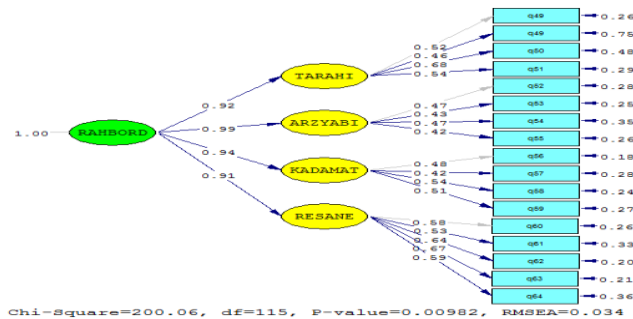 q49 0.26
0.52 q49 0.75
0.46
0.68 q50 0.48
0.54 q51 0.29
TARAHI
0.92
q52 0.28
0.47 q53 0.25
0.43
ARZYABI
0.99
0.47 q54 0.35
1.00 RAHBORD
0.42 q55 0.26
0.94
q56 0.18
0.48
KADAMAT
0.42 q57 0.28
0.54 q58 0.24
0.51
0.91
q59 0.27
RESANE
0.58 q60 0.26
0.53 q61 0.33
0.64 q62 0.20
0.67 q63 0.21
0.59 q64 0.36
Chi-Square=200.06, df=115, P-value=0.00982, RMSEA=0.034